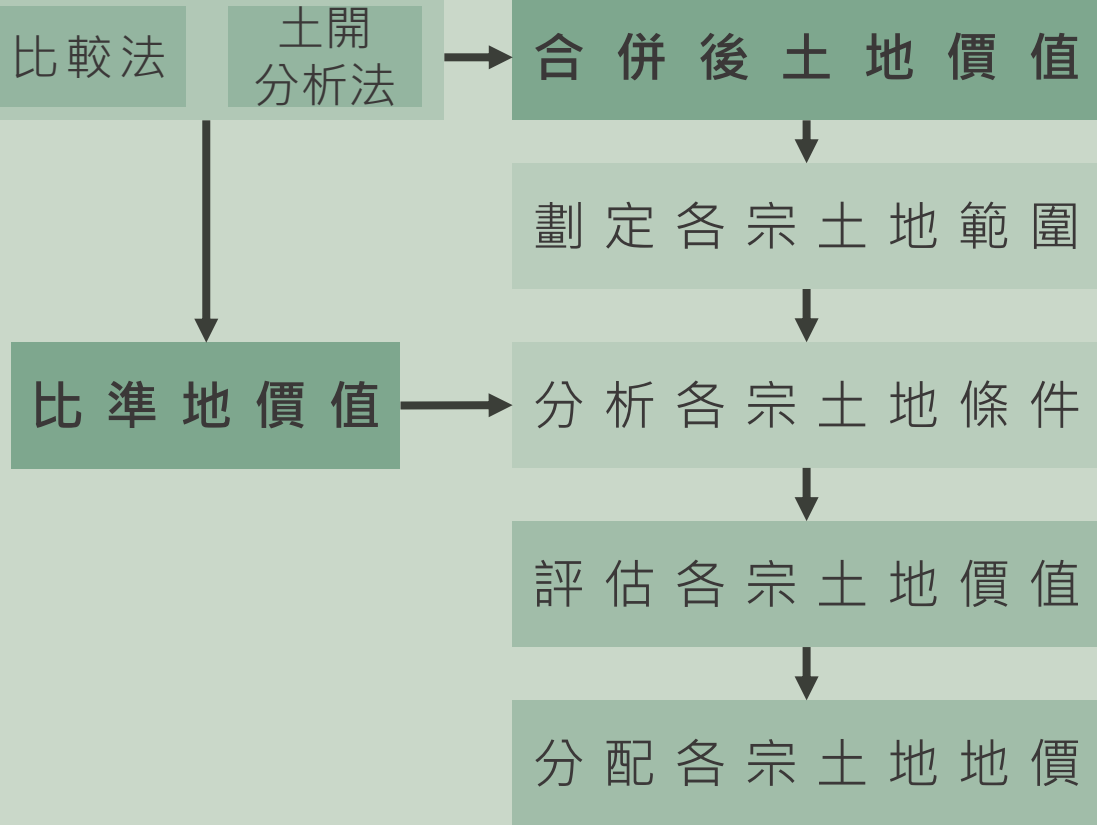 比較法
土開
分析法
合併後土地價值
劃定各宗土地範圍
比準地價值
分析各宗土地條件
評估各宗土地價值
分配各宗土地地價